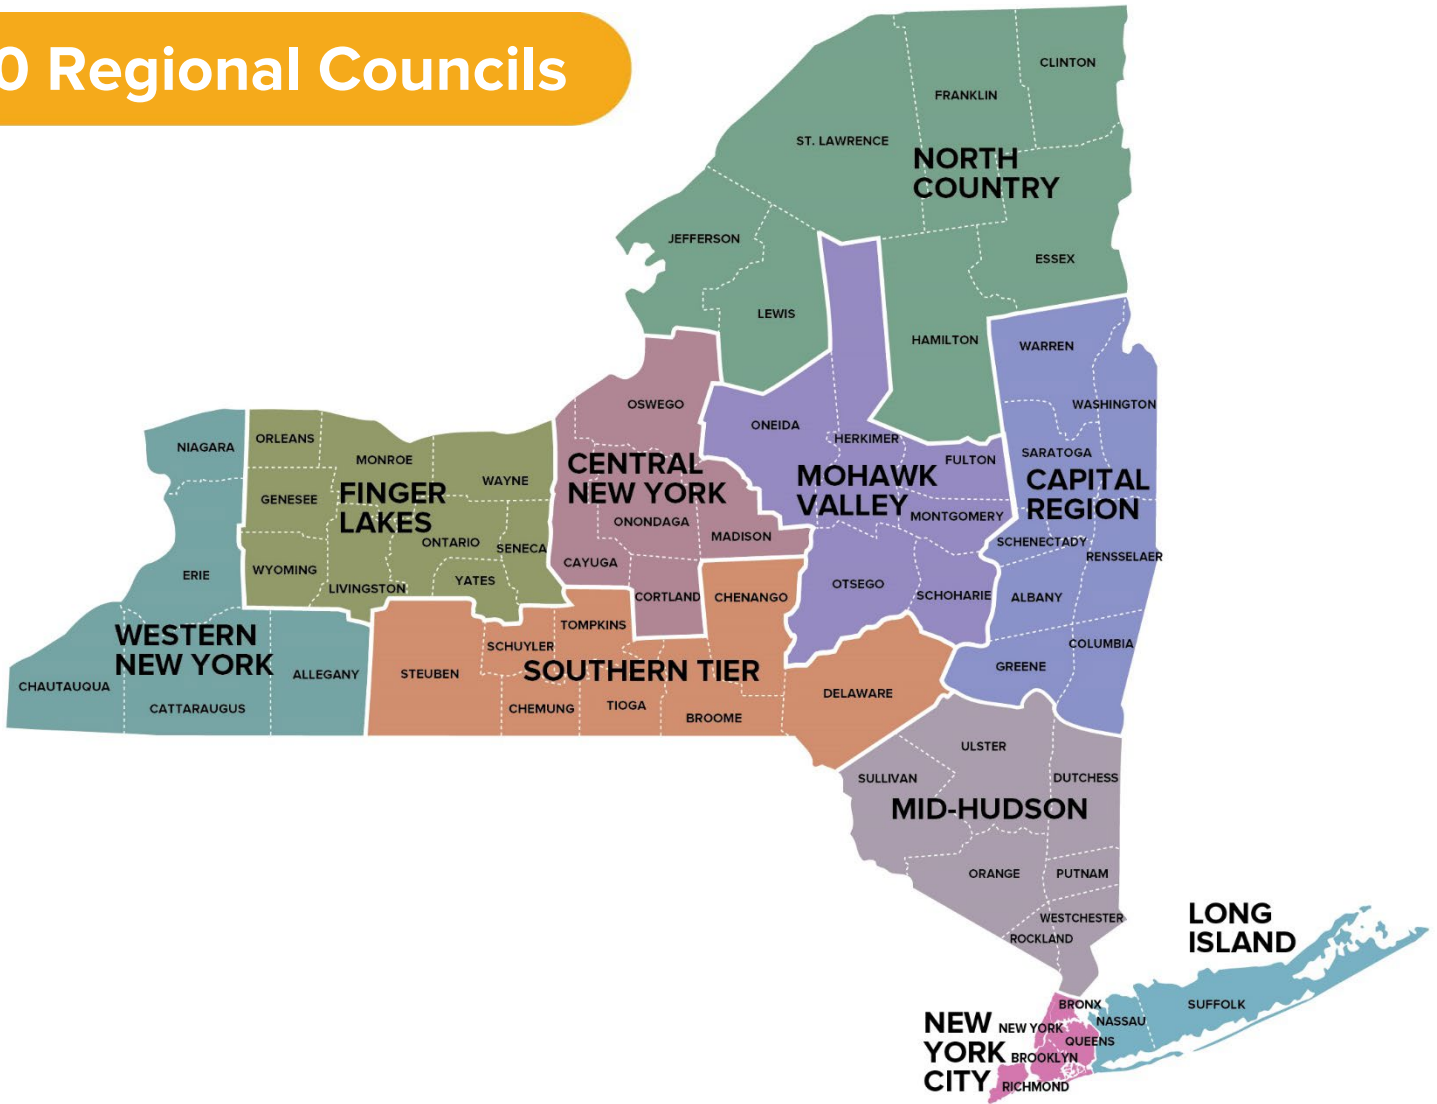 0 Regional Councils
CLINTON
FRANKLIN
ST. LAWRENCE
NORTH
COUNTRY
JEFFERSON
ESSEX
LEWIS
HAMILTON
WARREN
OSWEGO
WASHINGTON
ONEIDA
HERKIMER
NIAGARA
ORLEANS
MONROE
FULTON
SARATOGA
CENTRAL
NEW YORK
MOHAWK
VALLEY
CAPITAL
REGION
WAYNE
GENESEE
FINGER
LAKES
ONONDAGA
MADISON
MONTGOMERY
ONTARIO
SENECA
SCHENECTADY
RENSSELAER
CAYUGA
WYOMING
ERIE
YATES
LIVINGSTON
OTSEGO
SCHOHARIE
ALBANY
CORTLAND
CHENANGO
TOMPKINS
WESTERN
NEW YORK
SCHUYLER
COLUMBIA
GREENE
ALLEGANY
STEUBEN
SOUTHERN TIER
CHAUTAUQUA
CATTARAUGUS
CHEMUNG
TIOGA
BROOME
DELAWARE
ULSTER
SULLIVAN
DUTCHESS
MID-HUDSON
ORANGE
PUTNAM
WESTCHESTER
ROCKLAND
LONG
ISLAND
BRONX
SUFFOLK
NASSAU
NEW
YORK
CITY
NEW YORK
QUEENS
BROOKLYN
RICHMOND